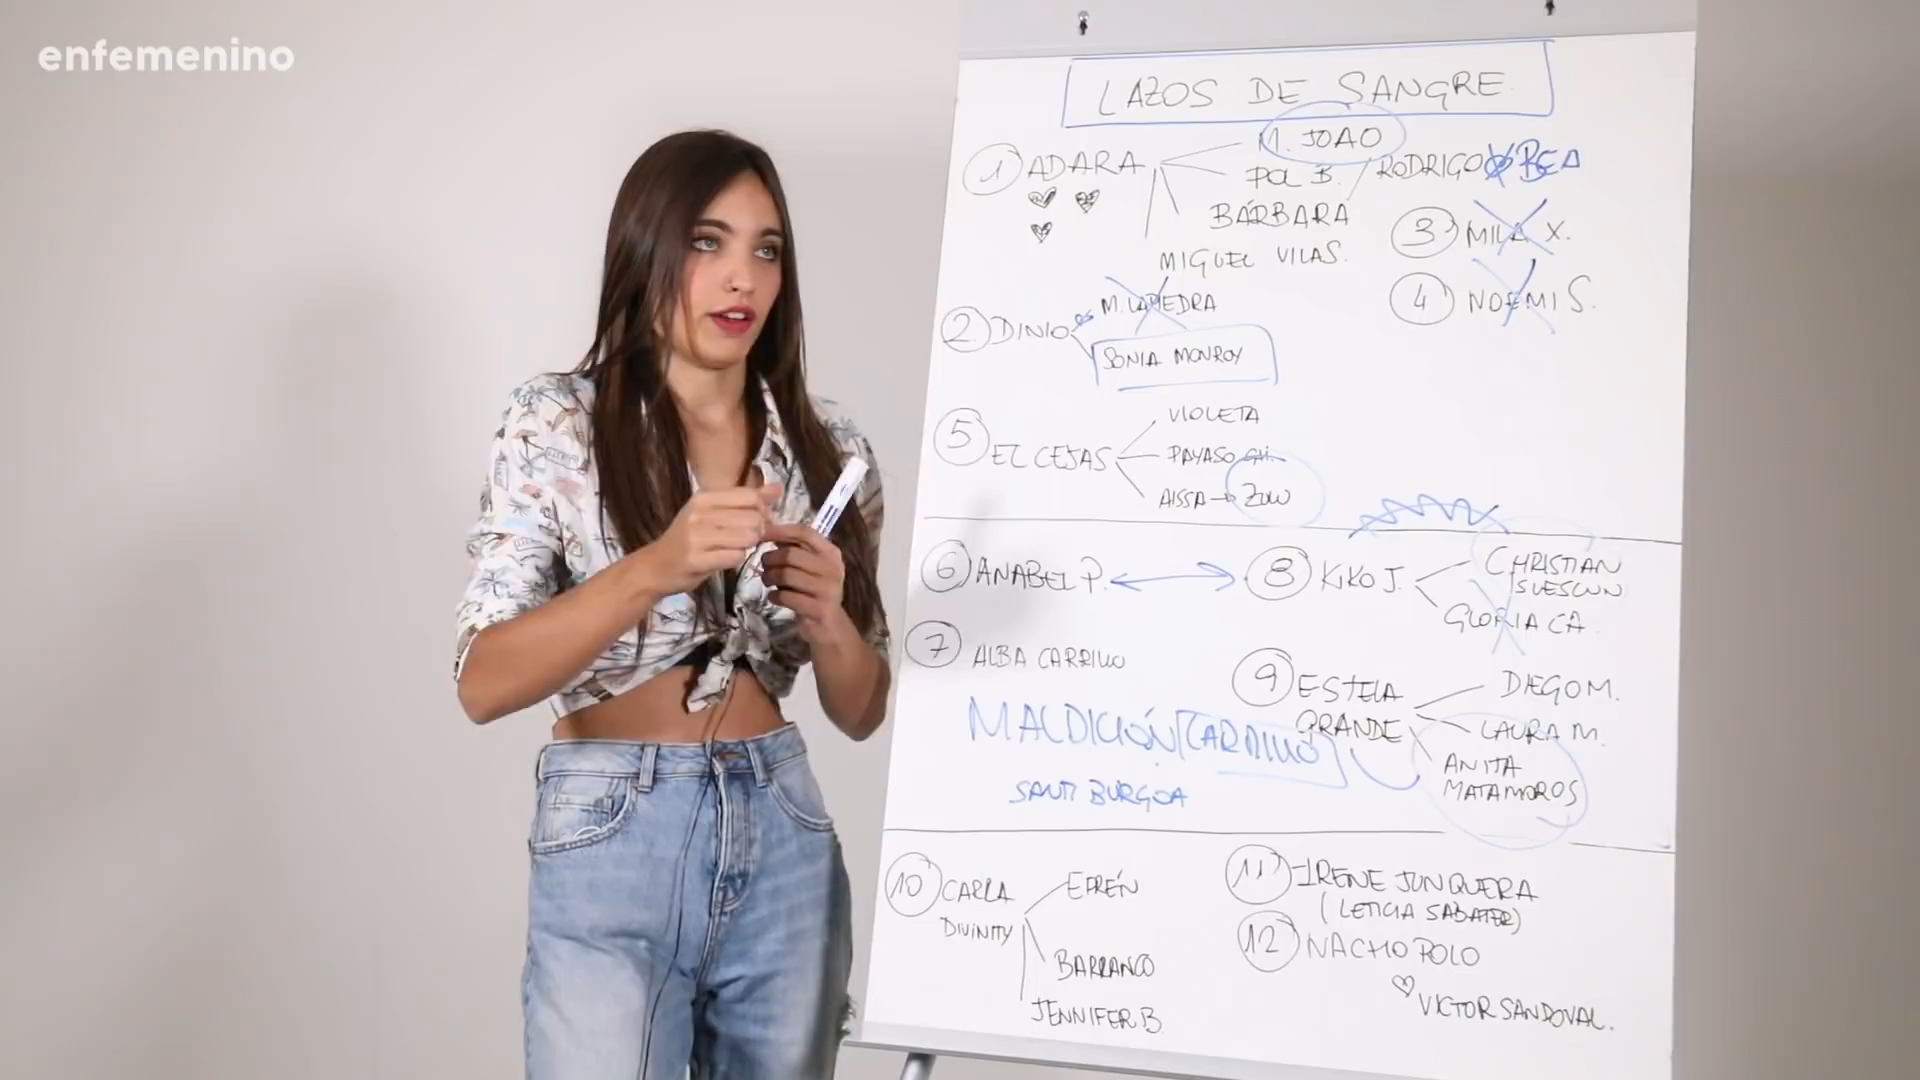 enfemenino
LAZOS DE SANGRE
1 ADARA
M. JOAO
POL B.
RODRIGO BEA
BÁRBARA
MIGUEL VILAS.
3 MILA X.
4 NOEMI S.
2 DINIO
M. LAPIEDRA
SONIA MONROY
5 EL CEJAS
VIOLETA
PAYASO
AISSA → ZULU
6 ANABEL P. ↔ 8 KIKO J.
CHRISTIAN
SUESCUN
GLORIA CA.
7 ALBA CARRILLO
9 ESTELA
GRANDE
DIEGO M.
LAURA M.
ANITA
MATAMOROS
MALDICIÓN CARRILLO
SANTI BURGOA
10 CARLA
DIVINITY
EFRÉN
BARRANCO
JENNIFER B
11 IRENE JUNQUERA
(LETICIA SABATER)
12 NACHO POLO
VICTOR SANDOVAL.